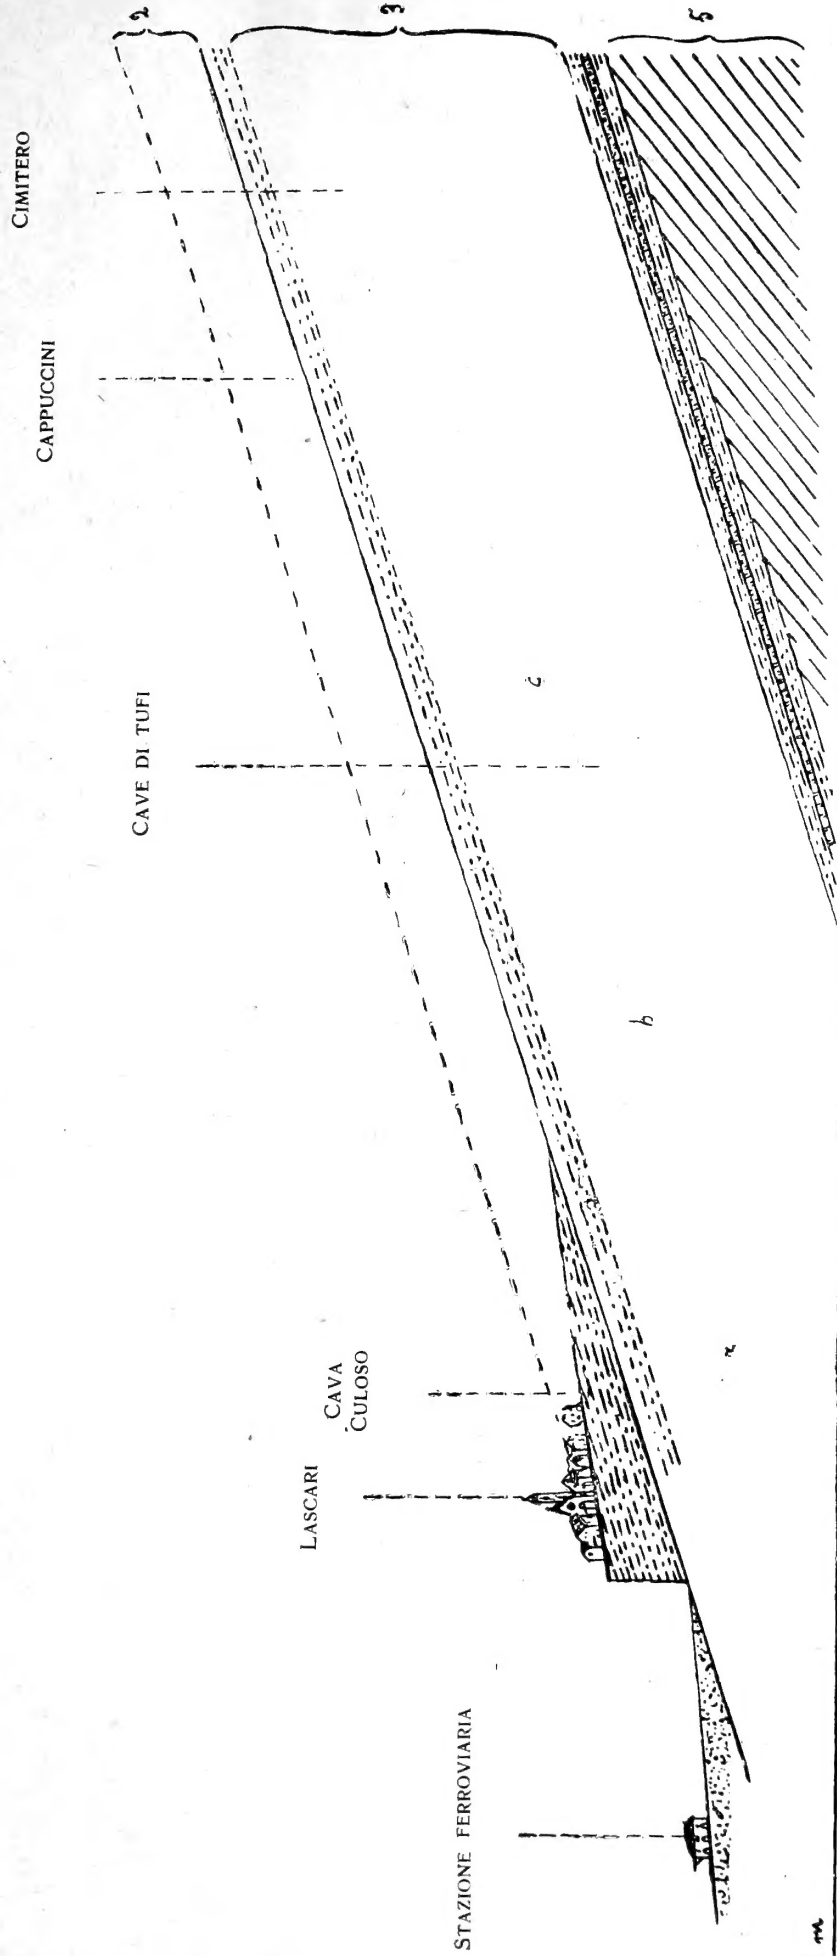 STAZIONE FERROVIARIA
LASCARI
CAVA
CULOSO
CAVE DI TUFI
CAPPUCCINI
CIMITERO
2
3
5
m
a
b
c